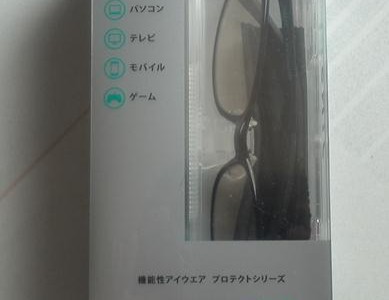 パソコン
テレビ
モバイル
ゲーム
機能性アイウエア プロテクトシリーズ